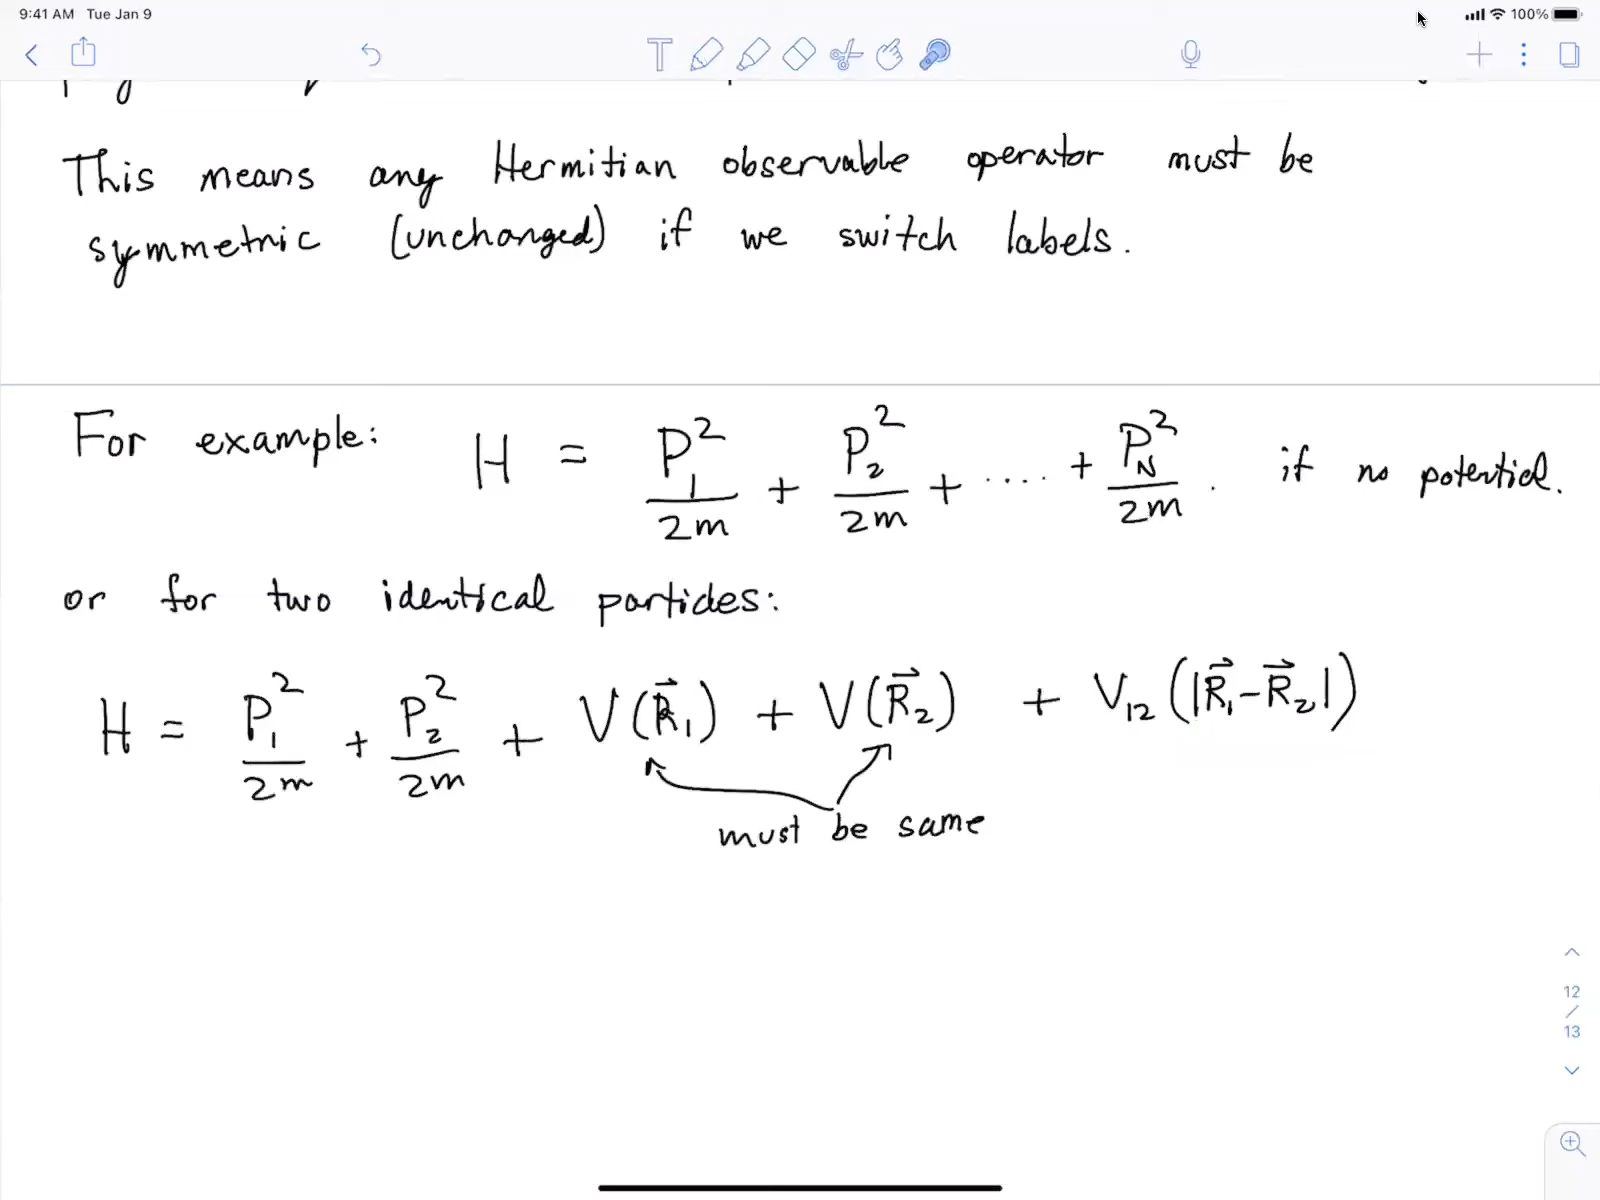 9:41 AM Tue Jan 9 100%
T
This means any Hermitian observable operator must be
symmetric (unchanged) if we switch labels.
For example: H = P₁²/2m + P₂²/2m + .... + P_N²/2m . if no potential.
or for two identical particles:
H = P₁²/2m + P₂²/2m + V(R⃗₁) + V(R⃗₂) + V₁₂(|R⃗₁-R⃗₂|)
must be same
12
/
13